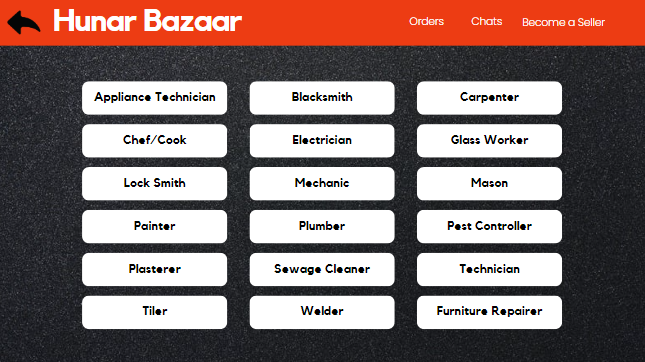 Hunar Bazaar
Orders Chats Become a Seller
Appliance Technician Blacksmith Carpenter
Chef/Cook Electrician Glass Worker
Lock Smith Mechanic Mason
Painter Plumber Pest Controller
Plasterer Sewage Cleaner Technician
Tiler Welder Furniture Repairer